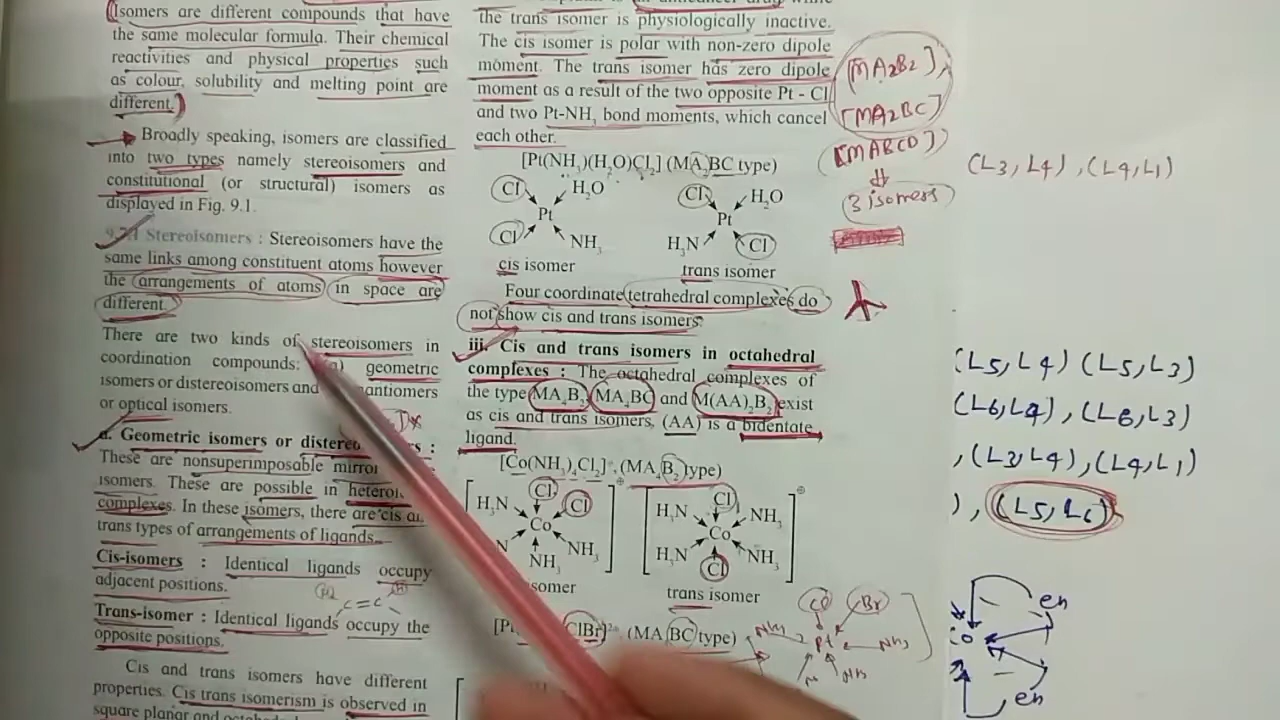 Isomers are different compounds that have
the same molecular formula. Their chemical
reactivities and physical properties such
as colour, solubility and melting point are
different.
Broadly speaking, isomers are classified
into two types namely stereoisomers and
constitutional (or structural) isomers as
displayed in Fig. 9.1.
Stereoisomers : Stereoisomers have the
same links among constituent atoms however
the arrangements of atoms in space are
different.
There are two kinds of stereoisomers in
coordination compounds: geometric
isomers or distereoisomers and
or optical isomers.
a. Geometric isomers or :
These are nonsuperimposable mirror
isomers. These are possible in
complexes. In these isomers, there are cis
trans types of arrangements of ligands.
Cis-isomers : Identical ligands occupy
adjacent positions.
C=C
Trans-isomer : Identical ligands occupy the
opposite positions.
Cis and trans isomers have different
properties. Cis trans isomerism is observed in
square planar and
the trans isomer is physiologically inactive.
The cis isomer is polar with non-zero dipole
moment. The trans isomer has zero dipole
moment as a result of the two opposite Pt - Cl
and two Pt-NH3 bond moments, which cancel
each other.
[Pt(NH3)(H2O)Cl2] (MA2BC type)
Cl H2O
Pt
Cl NH3
cis isomer
Cl H2O
Pt
H3N Cl
trans isomer
Four coordinate tetrahedral complexes do
not show cis and trans isomers.
iii. Cis and trans isomers in octahedral
complexes : The octahedral complexes of
the type MA4B2, MA4BC and M(AA)2B2 exist
as cis and trans isomers, (AA) is a bidentate
ligand.
[Co(NH3)4Cl2]⊕ (MA4B2 type)
Cl
H3N Cl
Co
N NH3
NH3
isomer
⊕
Cl
H3N NH3
Co
H3N NH3
Cl
trans isomer
⊕
[Pt ClBr]2⊕ (MA4BC type)
Cl Br
NH3 Pt NH3
NH3
[MA2B2],
[MA2BC]
[MABCD]
3 isomers
(L3, L4) , (L4, L1)
(L5, L4) (L5, L3)
(L6, L4) , (L6, L3)
, (L3, L4) , (L4, L1)
), (L5, L6)
en
Co
en